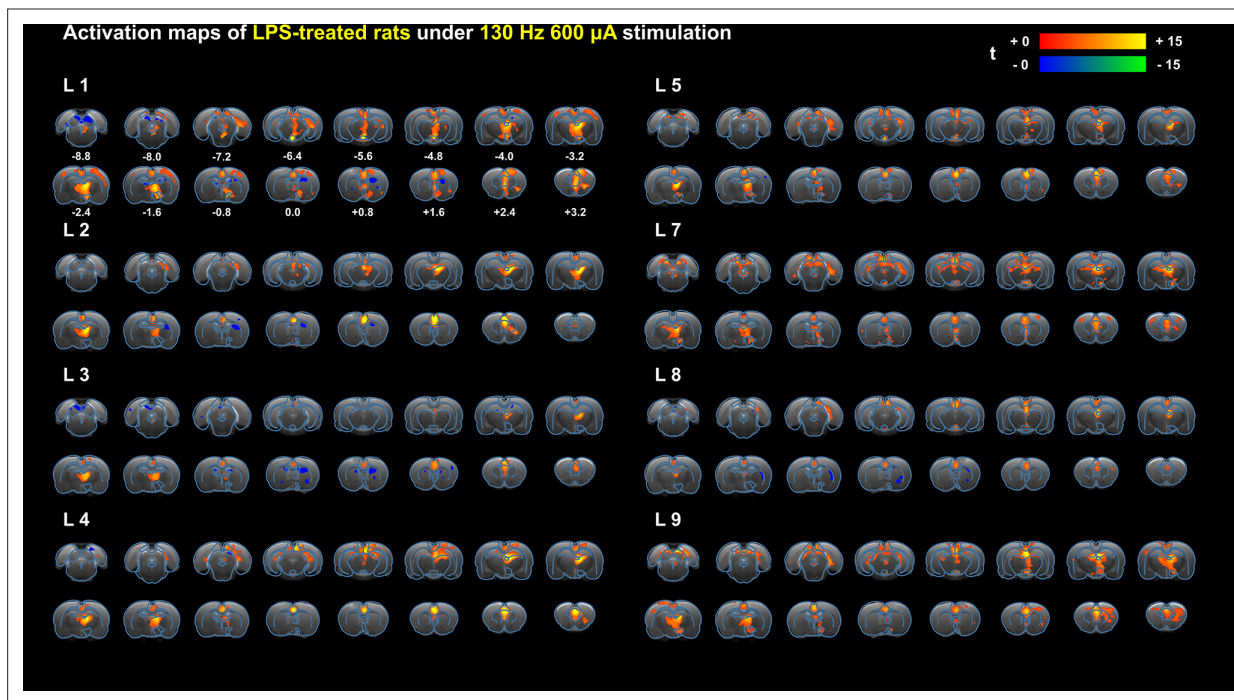 Activation maps of LPS-treated rats under 130 Hz 600 µA stimulation
+ 0 + 15
t
- 0 - 15
L 1
-8.8 -8.0 -7.2 -6.4 -5.6 -4.8 -4.0 -3.2
-2.4 -1.6 -0.8 0.0 +0.8 +1.6 +2.4 +3.2
L 2
L 3
L 4
L 5
L 7
L 8
L 9